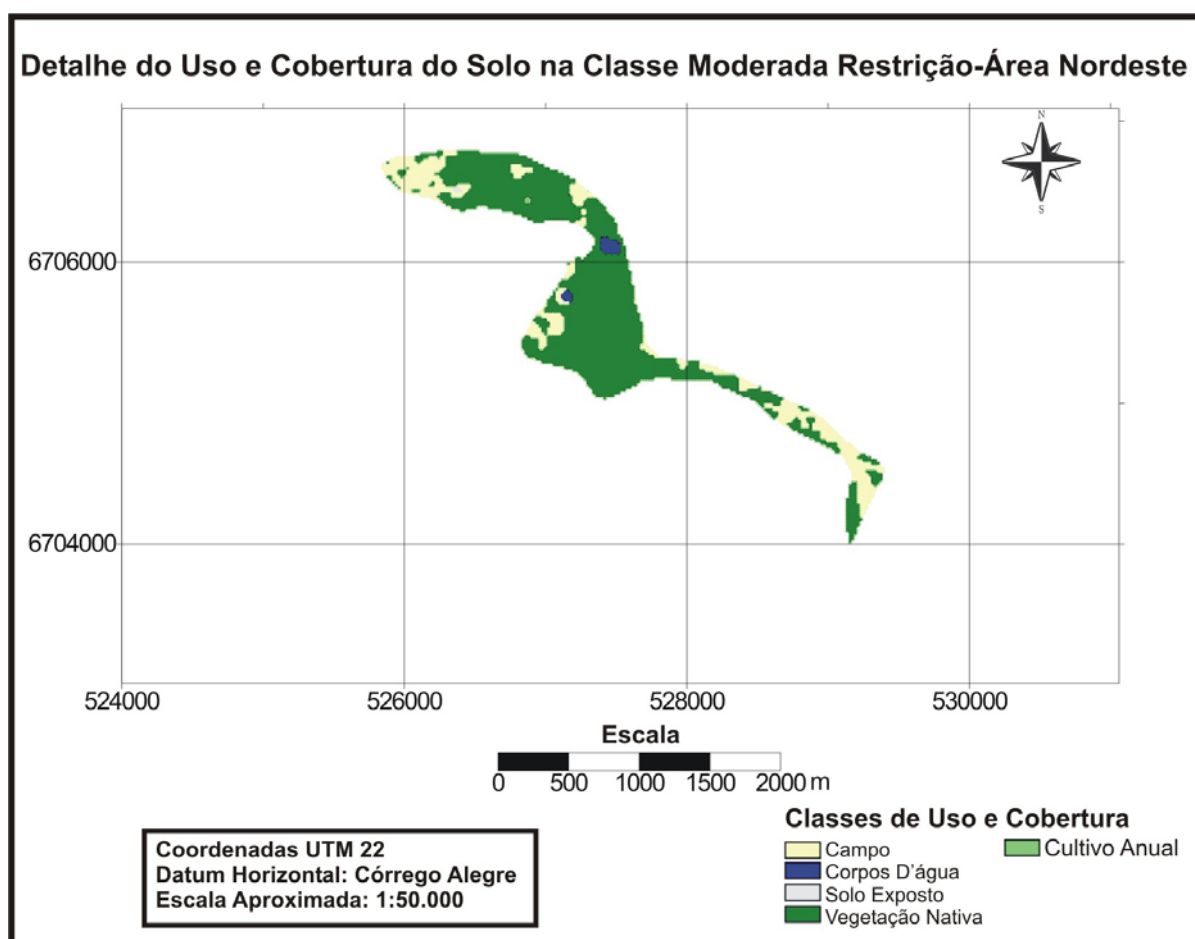 Detalhe do Uso e Cobertura do Solo na Classe Moderada Restrição-Área Nordeste
N
S
6706000
6704000
524000 526000 528000 530000
Escala
0 500 1000 1500 2000 m
Classes de Uso e Cobertura
Campo
Corpos D'água
Solo Exposto
Vegetação Nativa
Cultivo Anual
Coordenadas UTM 22
Datum Horizontal: Córrego Alegre
Escala Aproximada: 1:50.000